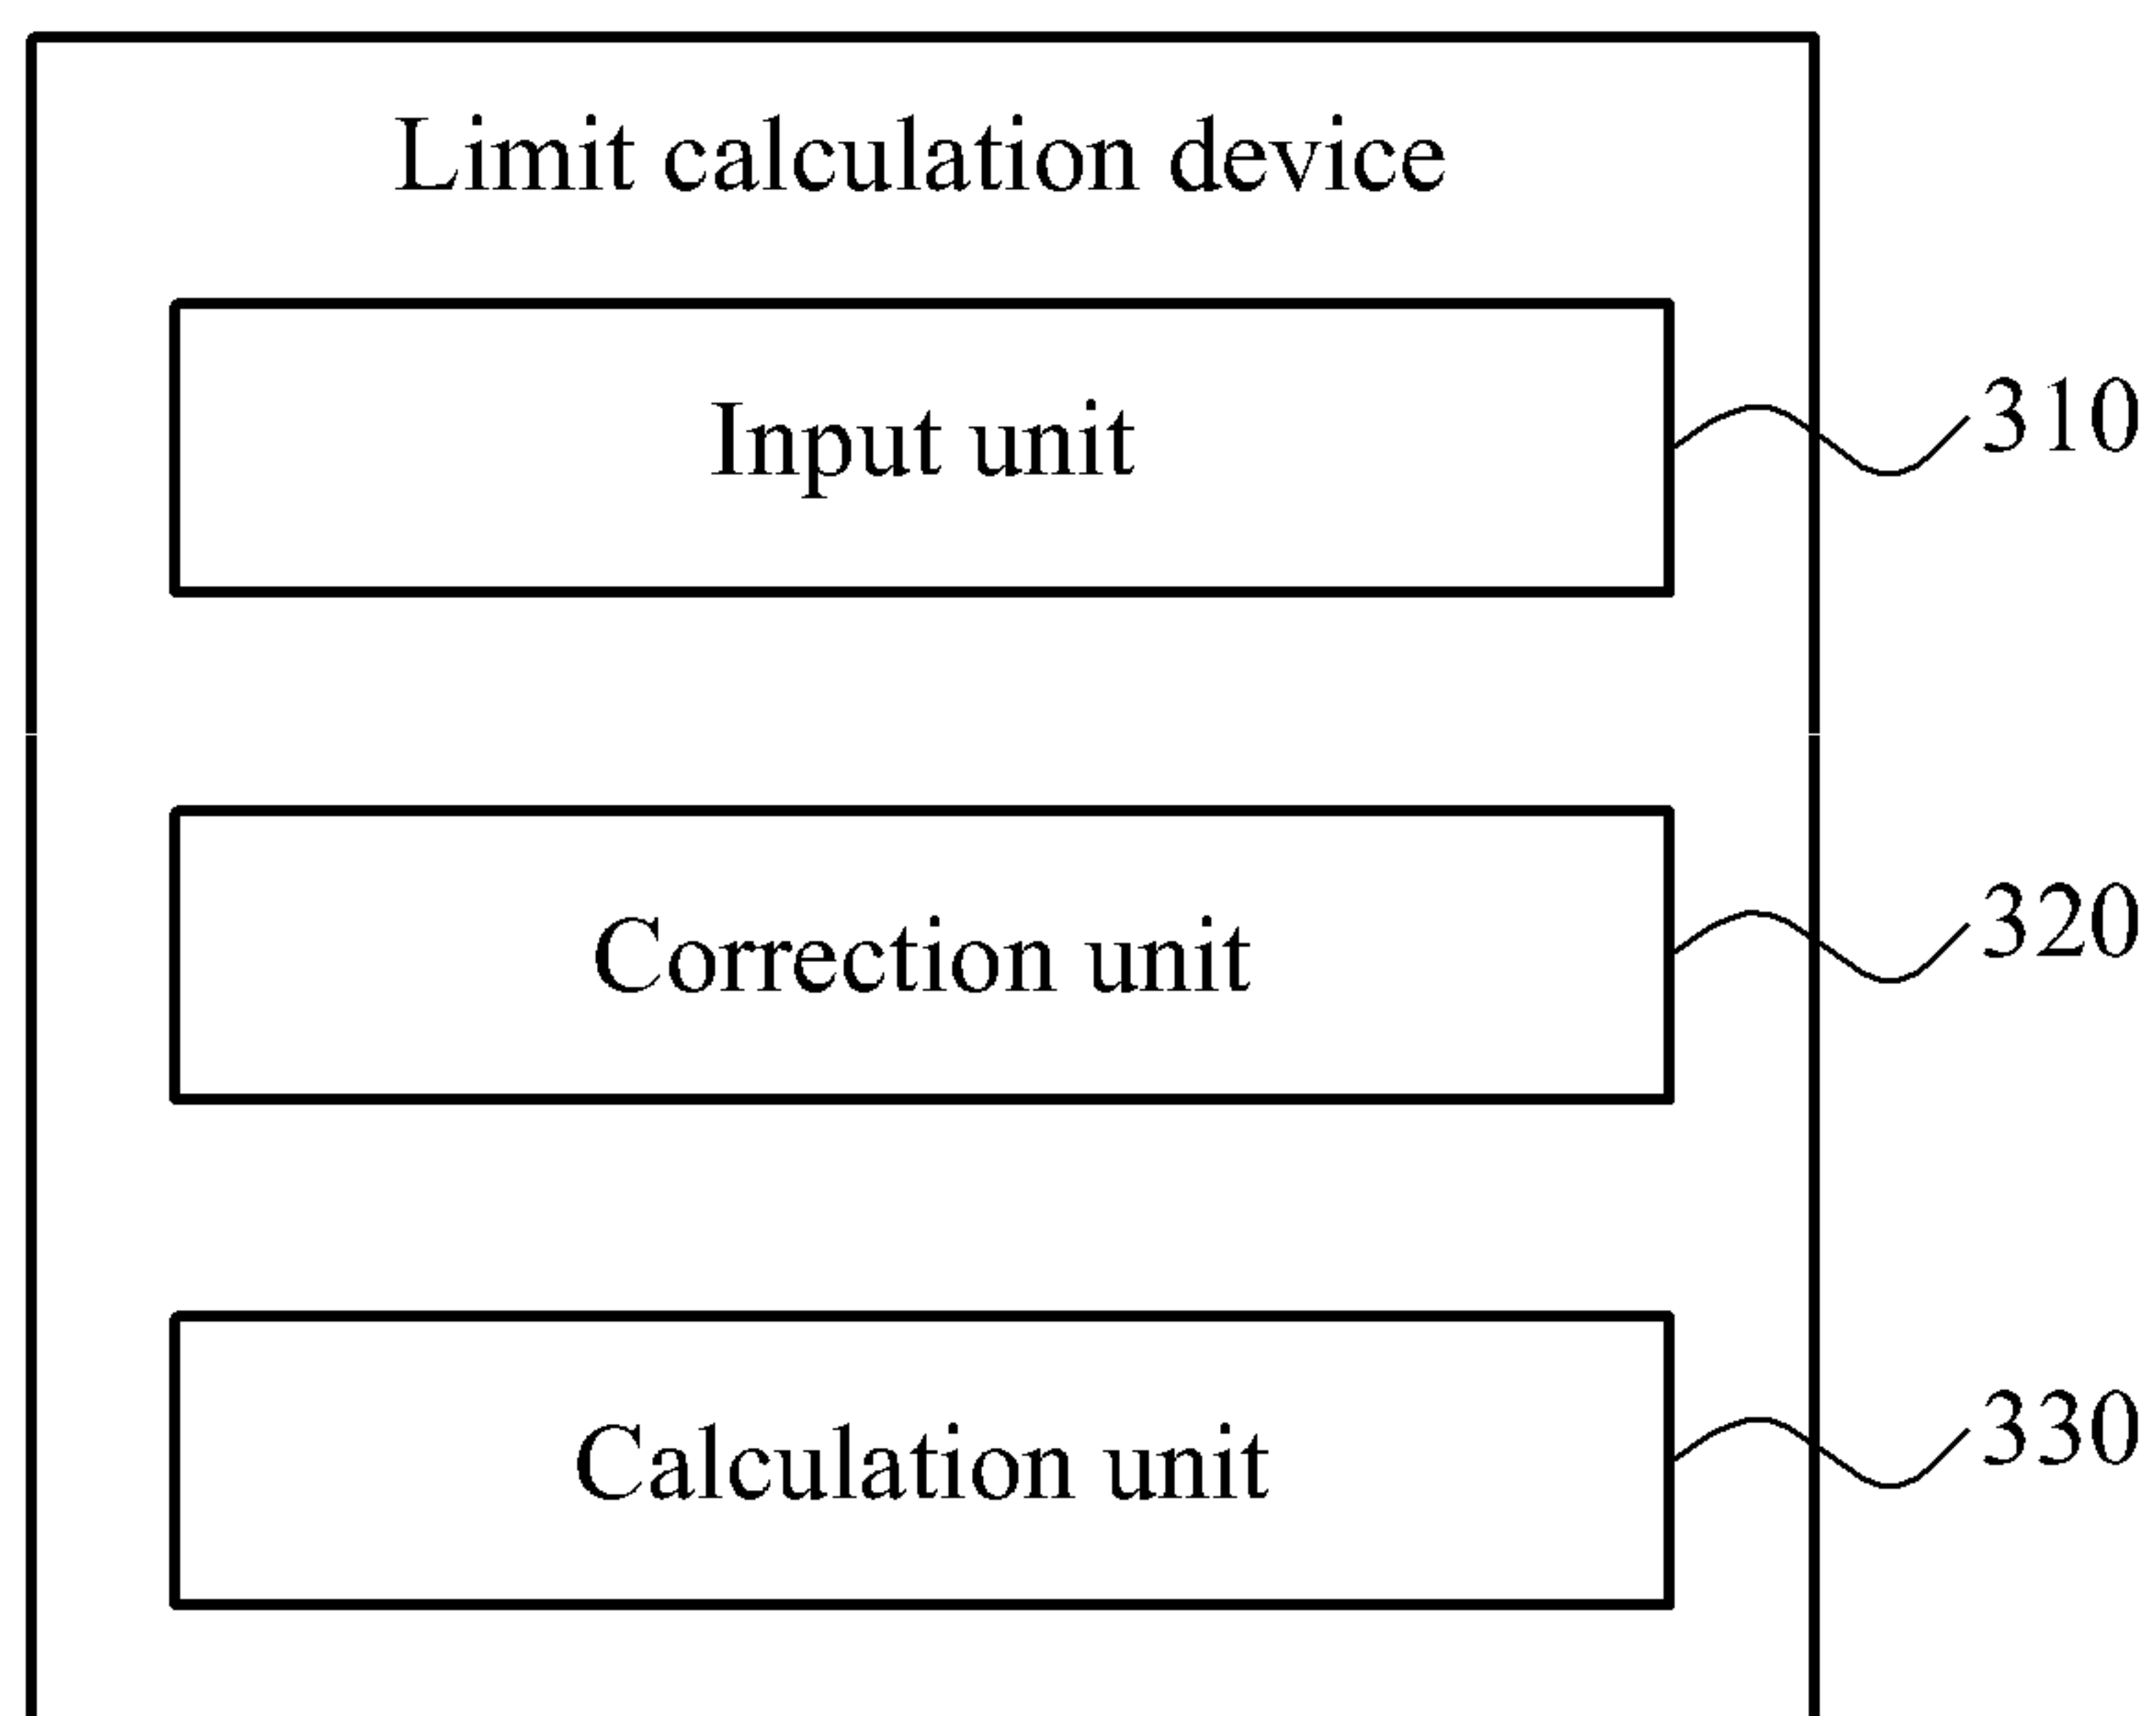 Limit calculation device
Input unit
310
Correction unit
320
Calculation unit
330